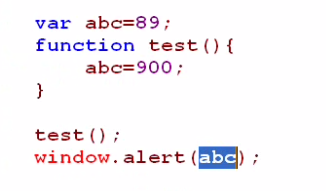 var abc=89;
function test(){
abc=900;
}
test();
window.alert(abc);